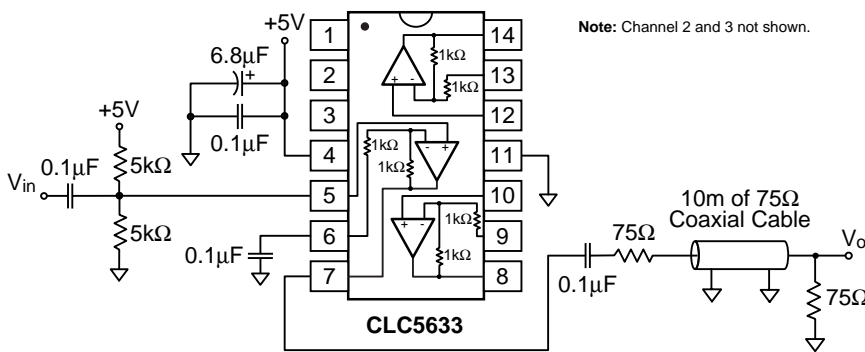 Note: Channel 2 and 3 not shown.
+5V
6.8µF
+
0.1µF
+5V
0.1µF
5kΩ
Vin
5kΩ
0.1µF
1
2
3
4
5
6
7
14
13
12
11
10
9
8
1kΩ
1kΩ
+ -
1kΩ
1kΩ
- +
+ -
1kΩ
1kΩ
CLC5633
10m of 75Ω
Coaxial Cable
75Ω
0.1µF
Vo
75Ω